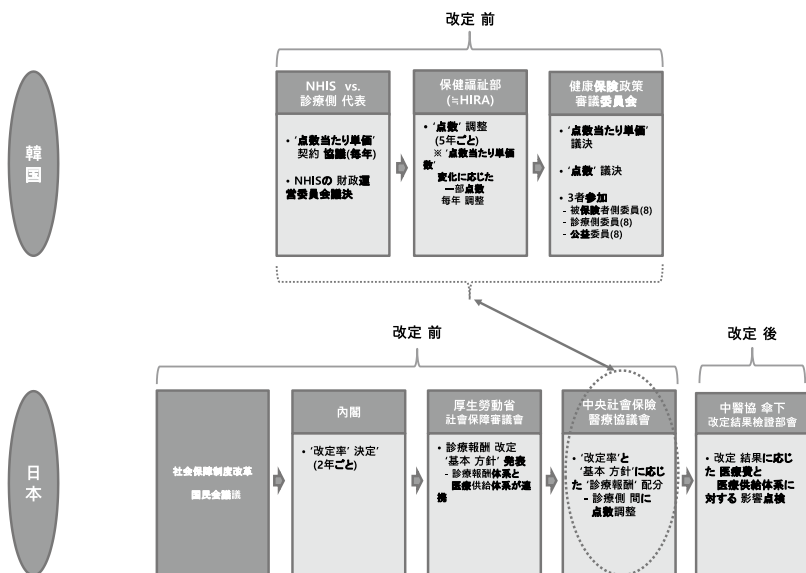 改定 前
韓国
NHIS vs.
診療側 代表
• '点数当たり単価'
契約 協議(毎年)
• NHISの 財政運
営委員会議決
保健福祉部
(≒HIRA)
• '点数' 調整
(5年ごと)
※ '点数当たり単価
数'
変化に応じた
一部点数
毎年 調整
健康保険政策
審議委員会
• '点数当たり単価'
議決
• '点数' 議決
• 3者参加
- 被保険者側委員(8)
- 診療側委員(8)
- 公益委員(8)
改定 前
改定 後
日本
社会保障制度改革
国民会議議
內閣
• '改定率' 決定'
(2年ごと)
厚生勞動省
社會保障審議會
• 診療報酬 改定
'基本 方針' 発表
- 診療報酬体系と
医療供給体系が連
携
中央社會保險
醫療協議會
• '改定率'と
'基本 方針'に応じ
た '診療報酬' 配分
- 診療側 間に
点数調整
中醫協 傘下
改定結果檢證部會
• 改定 結果に応じ
た 医療費と
医療供給体系に
対する 影響点検